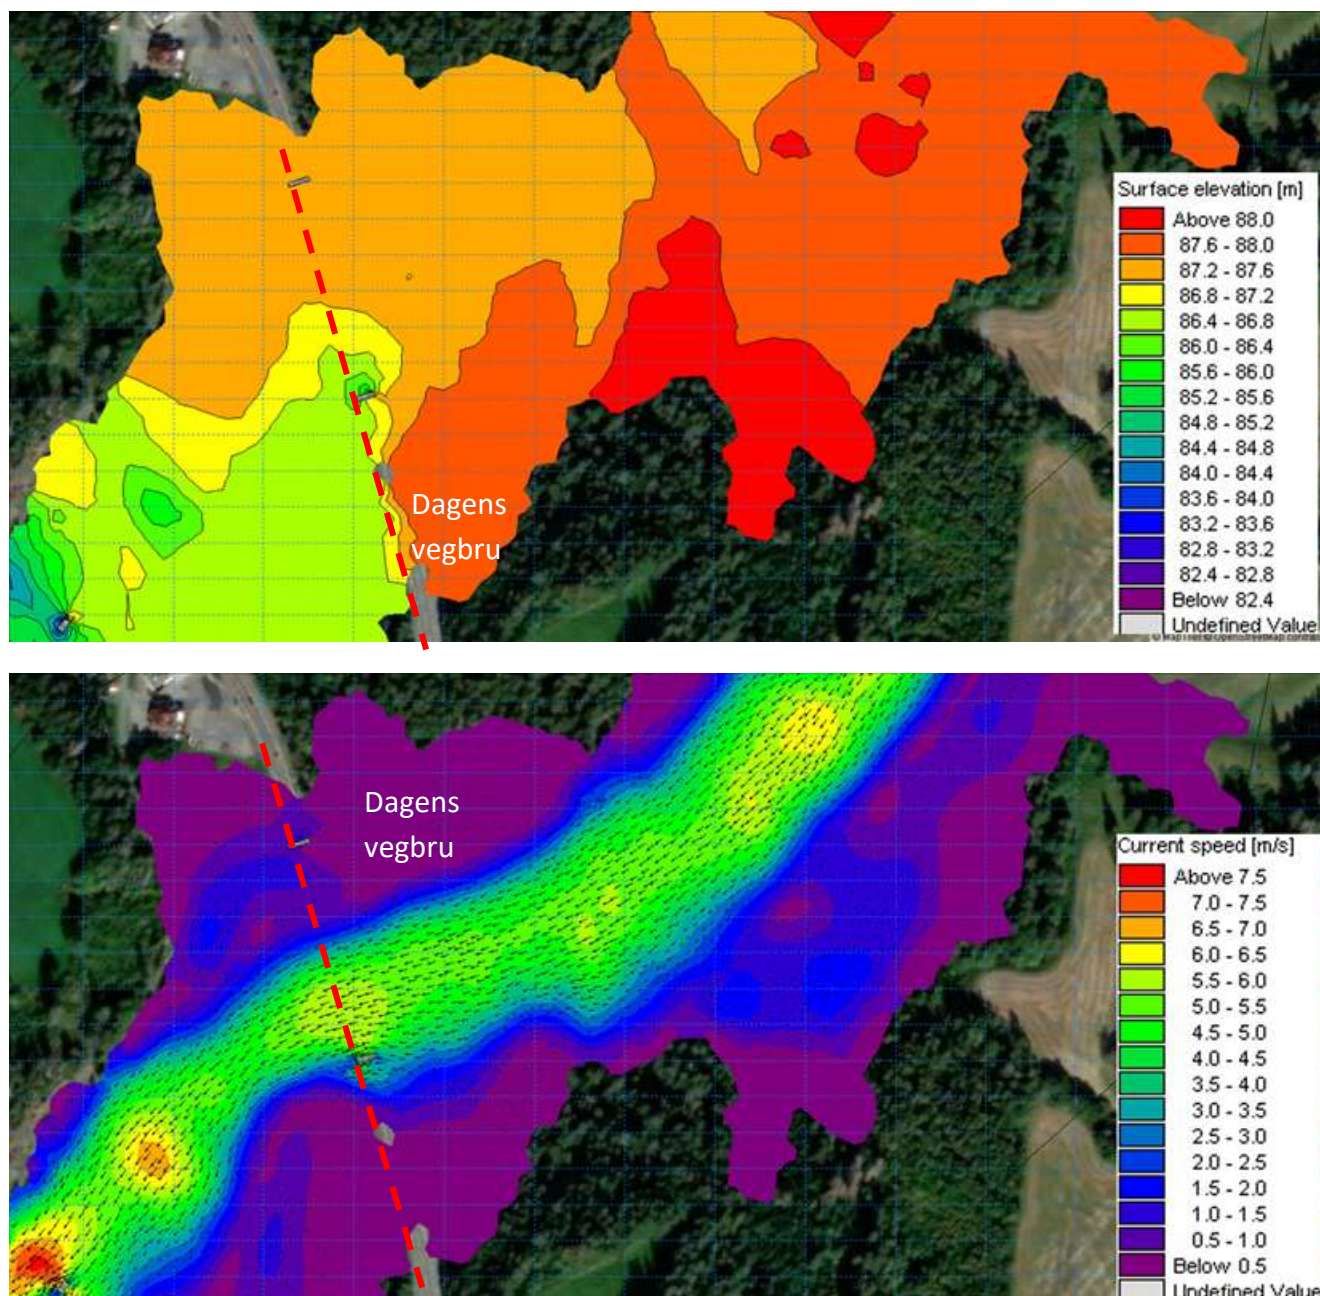 Surface elevation [m]
Above 88.0
87.6 - 88.0
87.2 - 87.6
86.8 - 87.2
86.4 - 86.8
86.0 - 86.4
85.6 - 86.0
85.2 - 85.6
84.8 - 85.2
84.4 - 84.8
84.0 - 84.4
83.6 - 84.0
83.2 - 83.6
82.8 - 83.2
82.4 - 82.8
Below 82.4
Undefined Value
Dagens
vegbru
Dagens
vegbru
Current speed [m/s]
Above 7.5
7.0 - 7.5
6.5 - 7.0
6.0 - 6.5
5.5 - 6.0
5.0 - 5.5
4.5 - 5.0
4.0 - 4.5
3.5 - 4.0
3.0 - 3.5
2.5 - 3.0
2.0 - 2.5
1.5 - 2.0
1.0 - 1.5
0.5 - 1.0
Below 0.5
Undefined Value